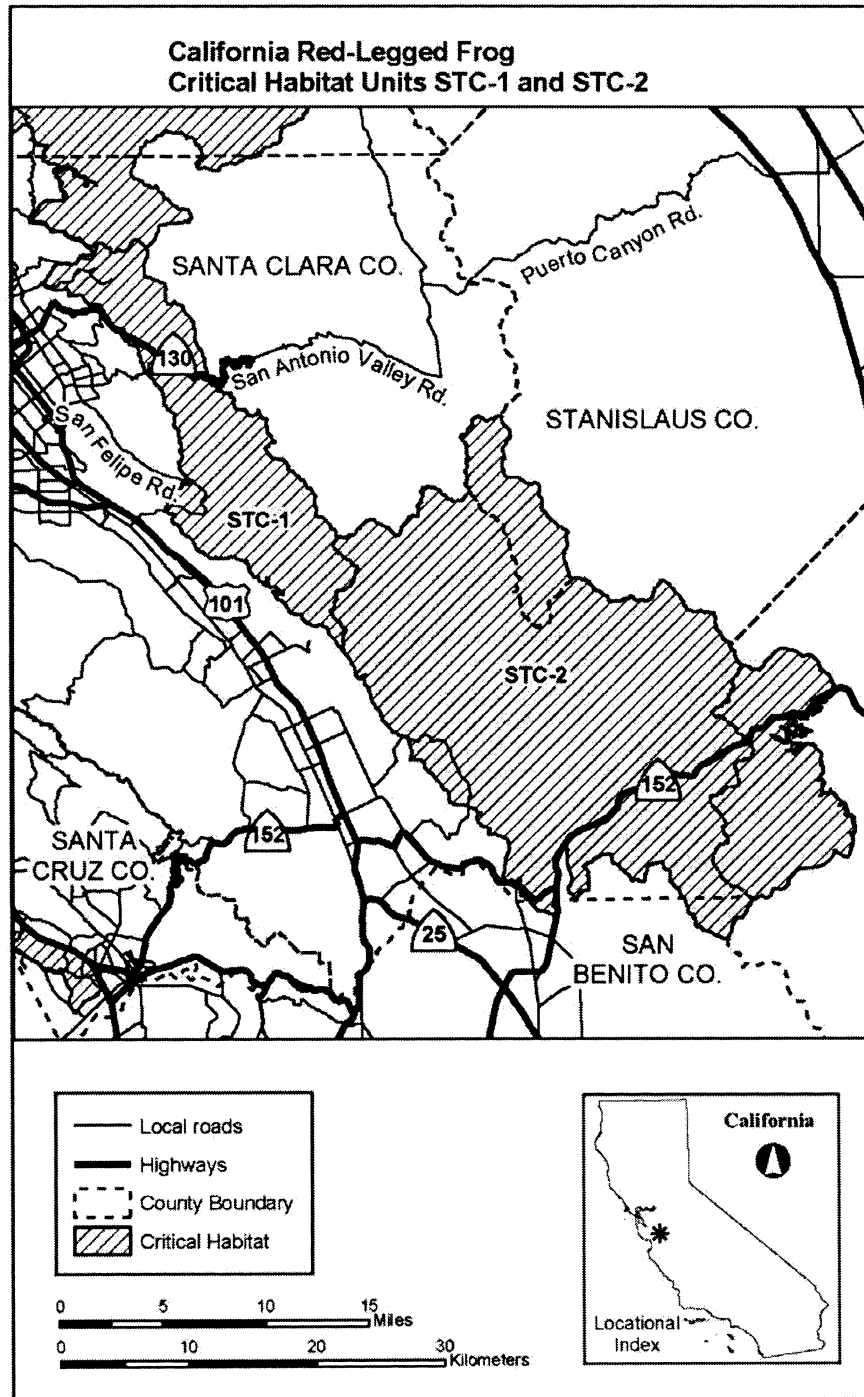 California Red-Legged Frog
Critical Habitat Units STC-1 and STC-2
SANTA CLARA CO.
Puerto Canyon Rd.
130
San Antonio Valley Rd.
STANISLAUS CO.
San Felipe Rd.
STC-1
101
STC-2
152
152
SANTA
CRUZ CO.
25
SAN
BENITO CO.
Local roads
Highways
County Boundary
Critical Habitat
0 5 10 15
Miles
0 10 20 30
Kilometers
California
Locational
Index